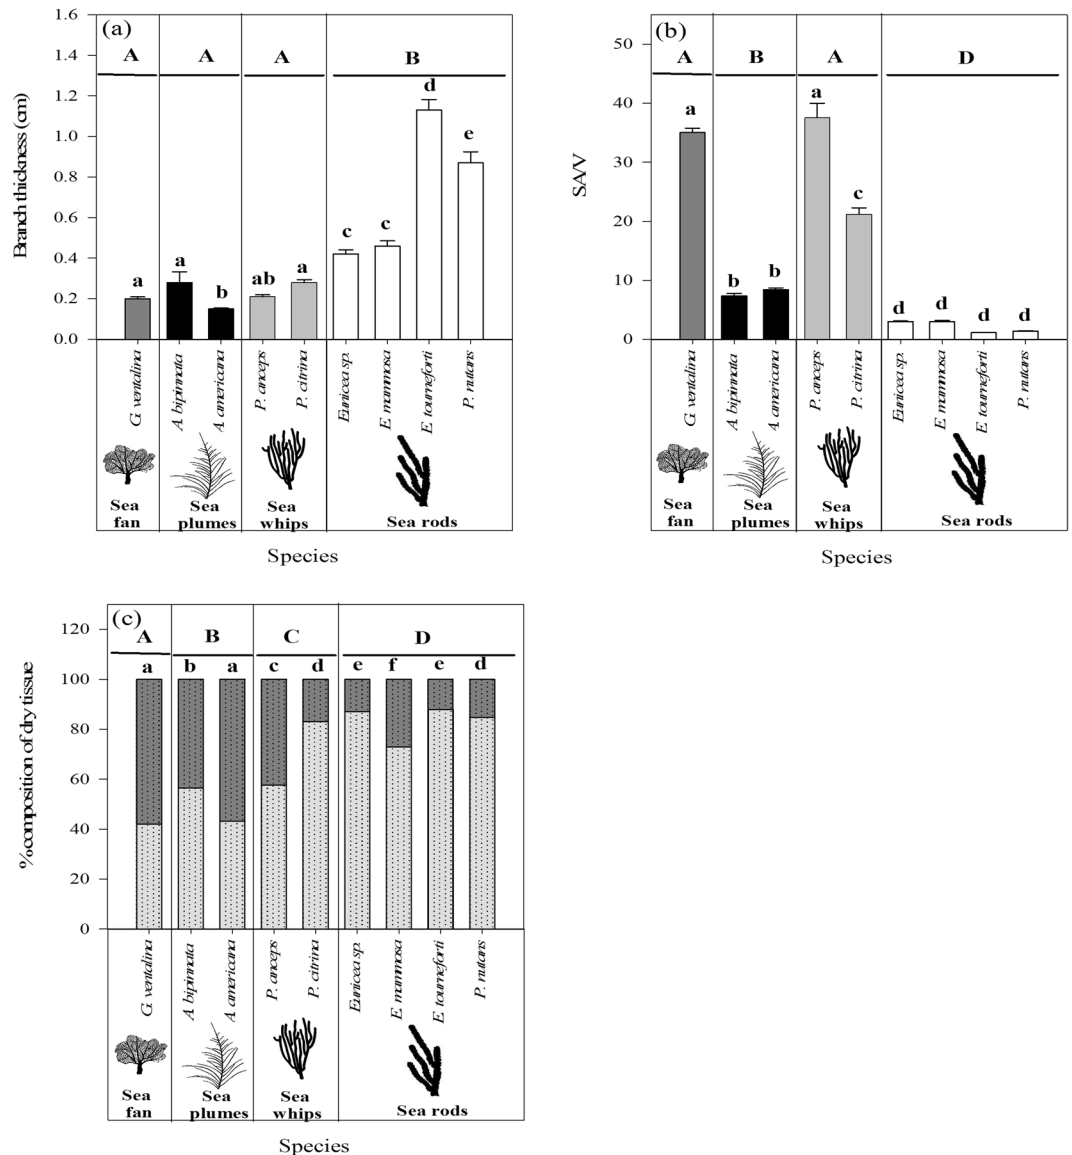 (a)
1.6
1.4
1.2
1.0
0.8
0.6
0.4
0.2
0.0
Branch thickness (cm)
A A A B
a a b ab a c c d e
G. ventalina
A. bipinnata
A. americana
P. anceps
P. citrina
Eunicea sp.
E. mammosa
E. tourneforti
P. nutans
Sea fan
Sea plumes
Sea whips
Sea rods
Species
(b)
50
40
30
20
10
0
SA/V
A B A D
a b b a c d d d d
G. ventalina
A. bipinnata
A. americana
P. anceps
P. citrina
Eunicea sp.
E. mammosa
E. tourneforti
P. nutans
Sea fan
Sea plumes
Sea whips
Sea rods
Species
(c)
120
100
80
60
40
20
0
% composition of dry tissue
A B C D
a b a c d e f e d
G. ventalina
A. bipinnata
A. americana
P. anceps
P. citrina
Eunicea sp.
E. mammosa
E. tourneforti
P. nutans
Sea fan
Sea plumes
Sea whips
Sea rods
Species